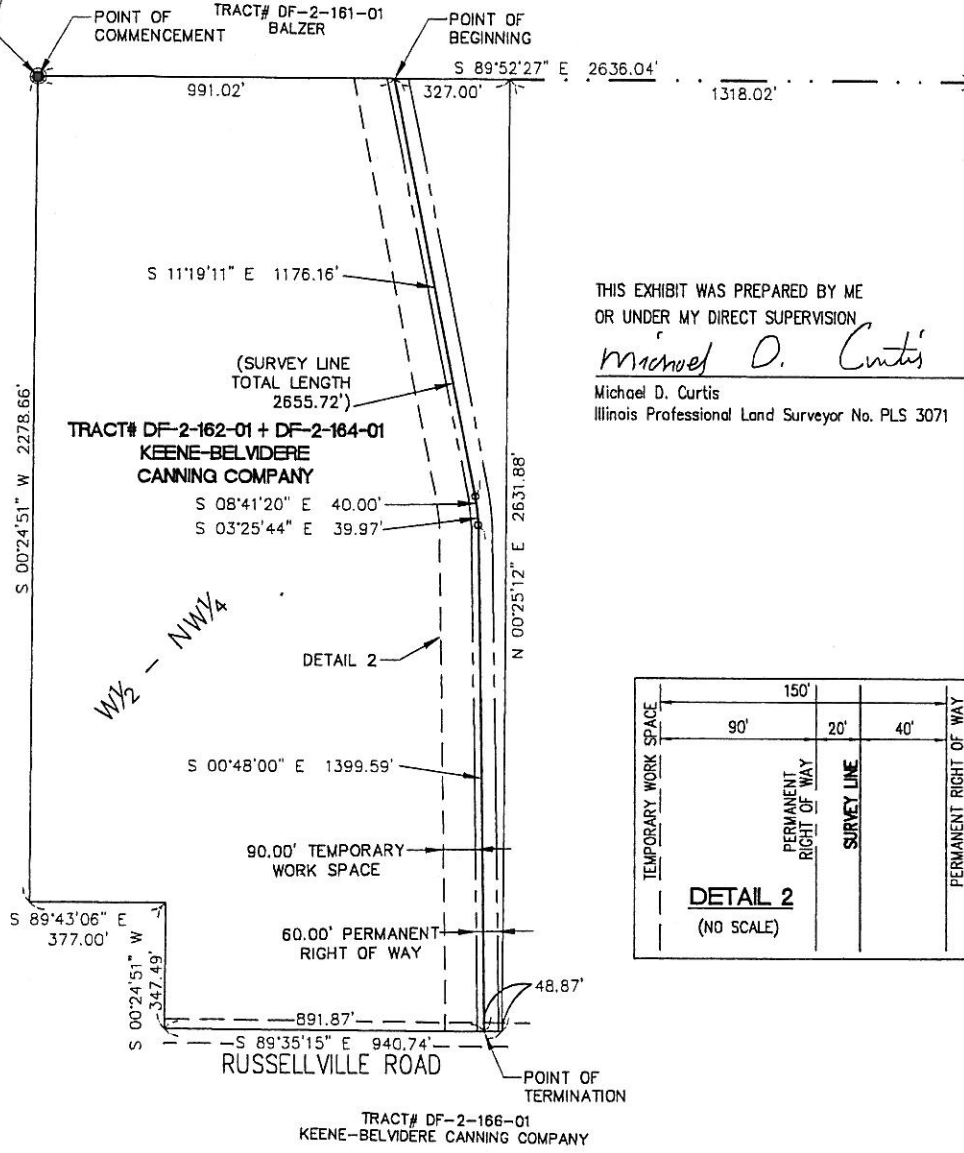 TRACT# DF-2-161-01
BALZER
POINT OF
COMMENCEMENT
POINT OF
BEGINNING
S 89°52'27" E 2636.04'
991.02'
327.00'
1318.02'
S 11°19'11" E 1176.16'
(SURVEY LINE
TOTAL LENGTH
2655.72')
TRACT# DF-2-162-01 + DF-2-164-01
KEENE-BELVIDERE
CANNING COMPANY
S 08°41'20" E 40.00'
S 03°25'44" E 39.97'
S 00°24'51" W 2278.66'
N 00°25'12" E 2631.88'
W½ - NW¼
DETAIL 2
S 00°48'00" E 1399.59'
90.00' TEMPORARY
WORK SPACE
60.00' PERMANENT
RIGHT OF WAY
S 89°43'06" E
377.00'
S 00°24'51" W
347.49'
48.87'
891.87'
S 89°35'15" E 940.74'
RUSSELLVILLE ROAD
POINT OF
TERMINATION
TRACT# DF-2-166-01
KEENE-BELVIDERE CANNING COMPANY
THIS EXHIBIT WAS PREPARED BY ME
OR UNDER MY DIRECT SUPERVISION
Michael D. Curtis
Michael D. Curtis
Illinois Professional Land Surveyor No. PLS 3071
150'
90'
20'
40'
TEMPORARY WORK SPACE
PERMANENT
RIGHT OF WAY
SURVEY LINE
PERMANENT RIGHT OF WAY
DETAIL 2
(NO SCALE)